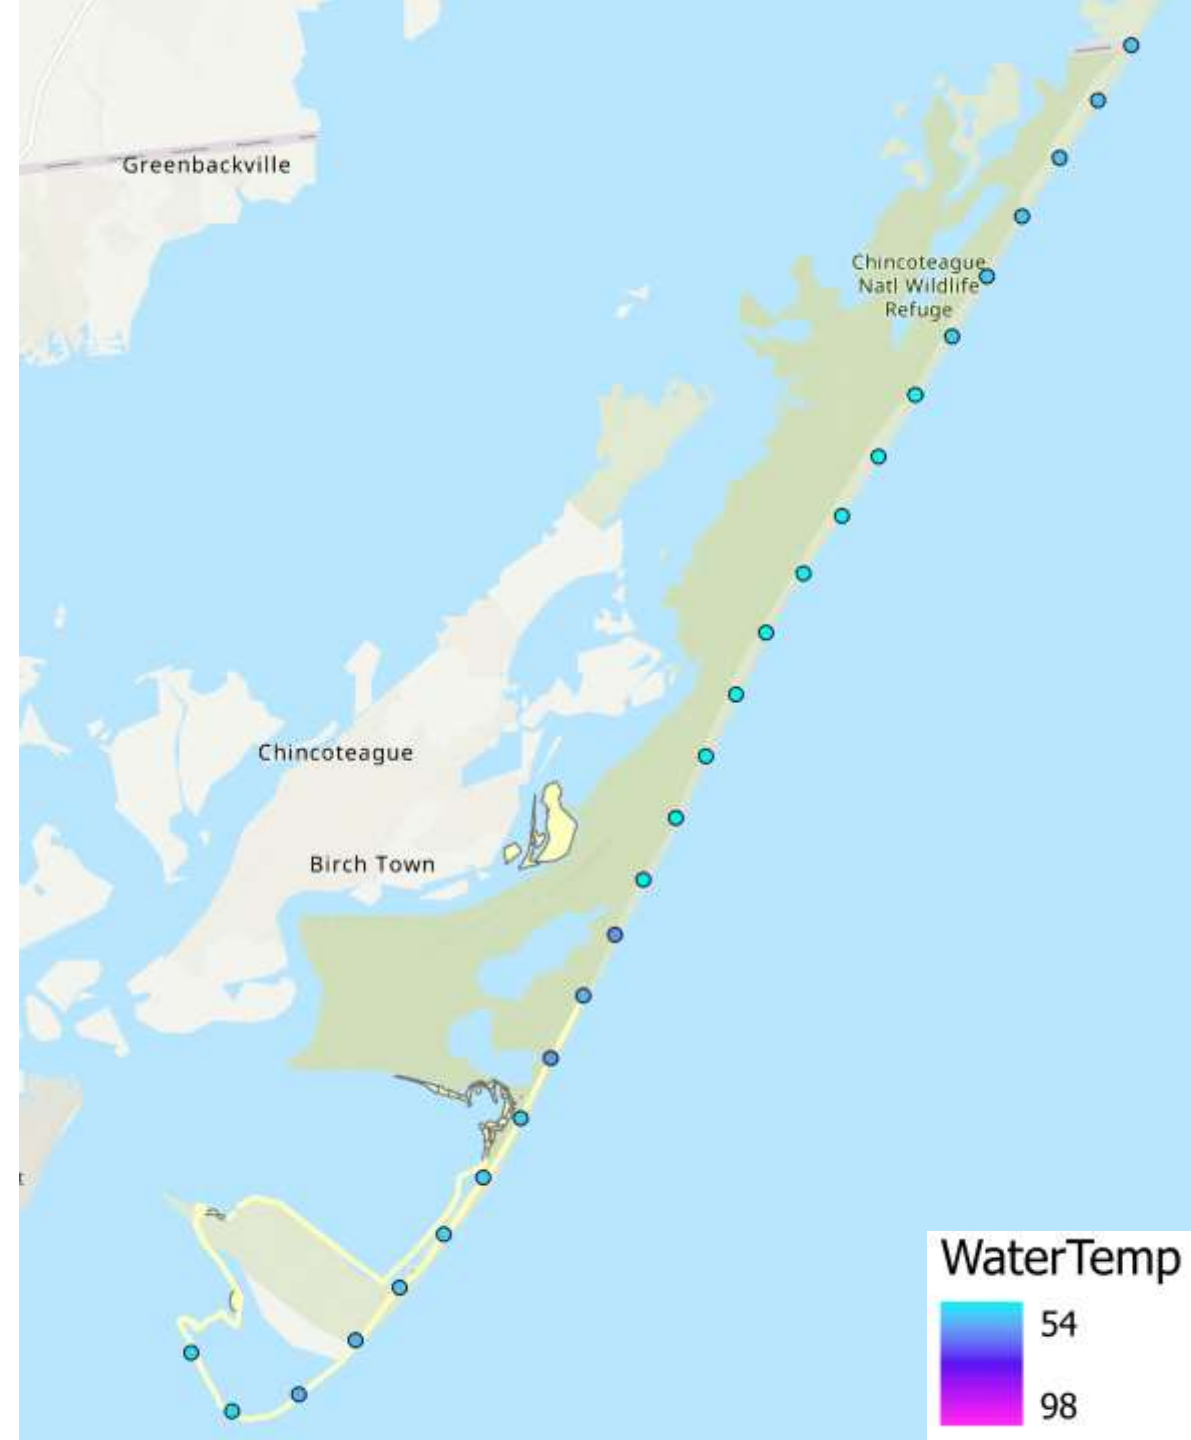 Greenbackville
Chincoteague
Natl Wildlife
Refuge
Chincoteague
Birch Town
t
WaterTemp
54
98